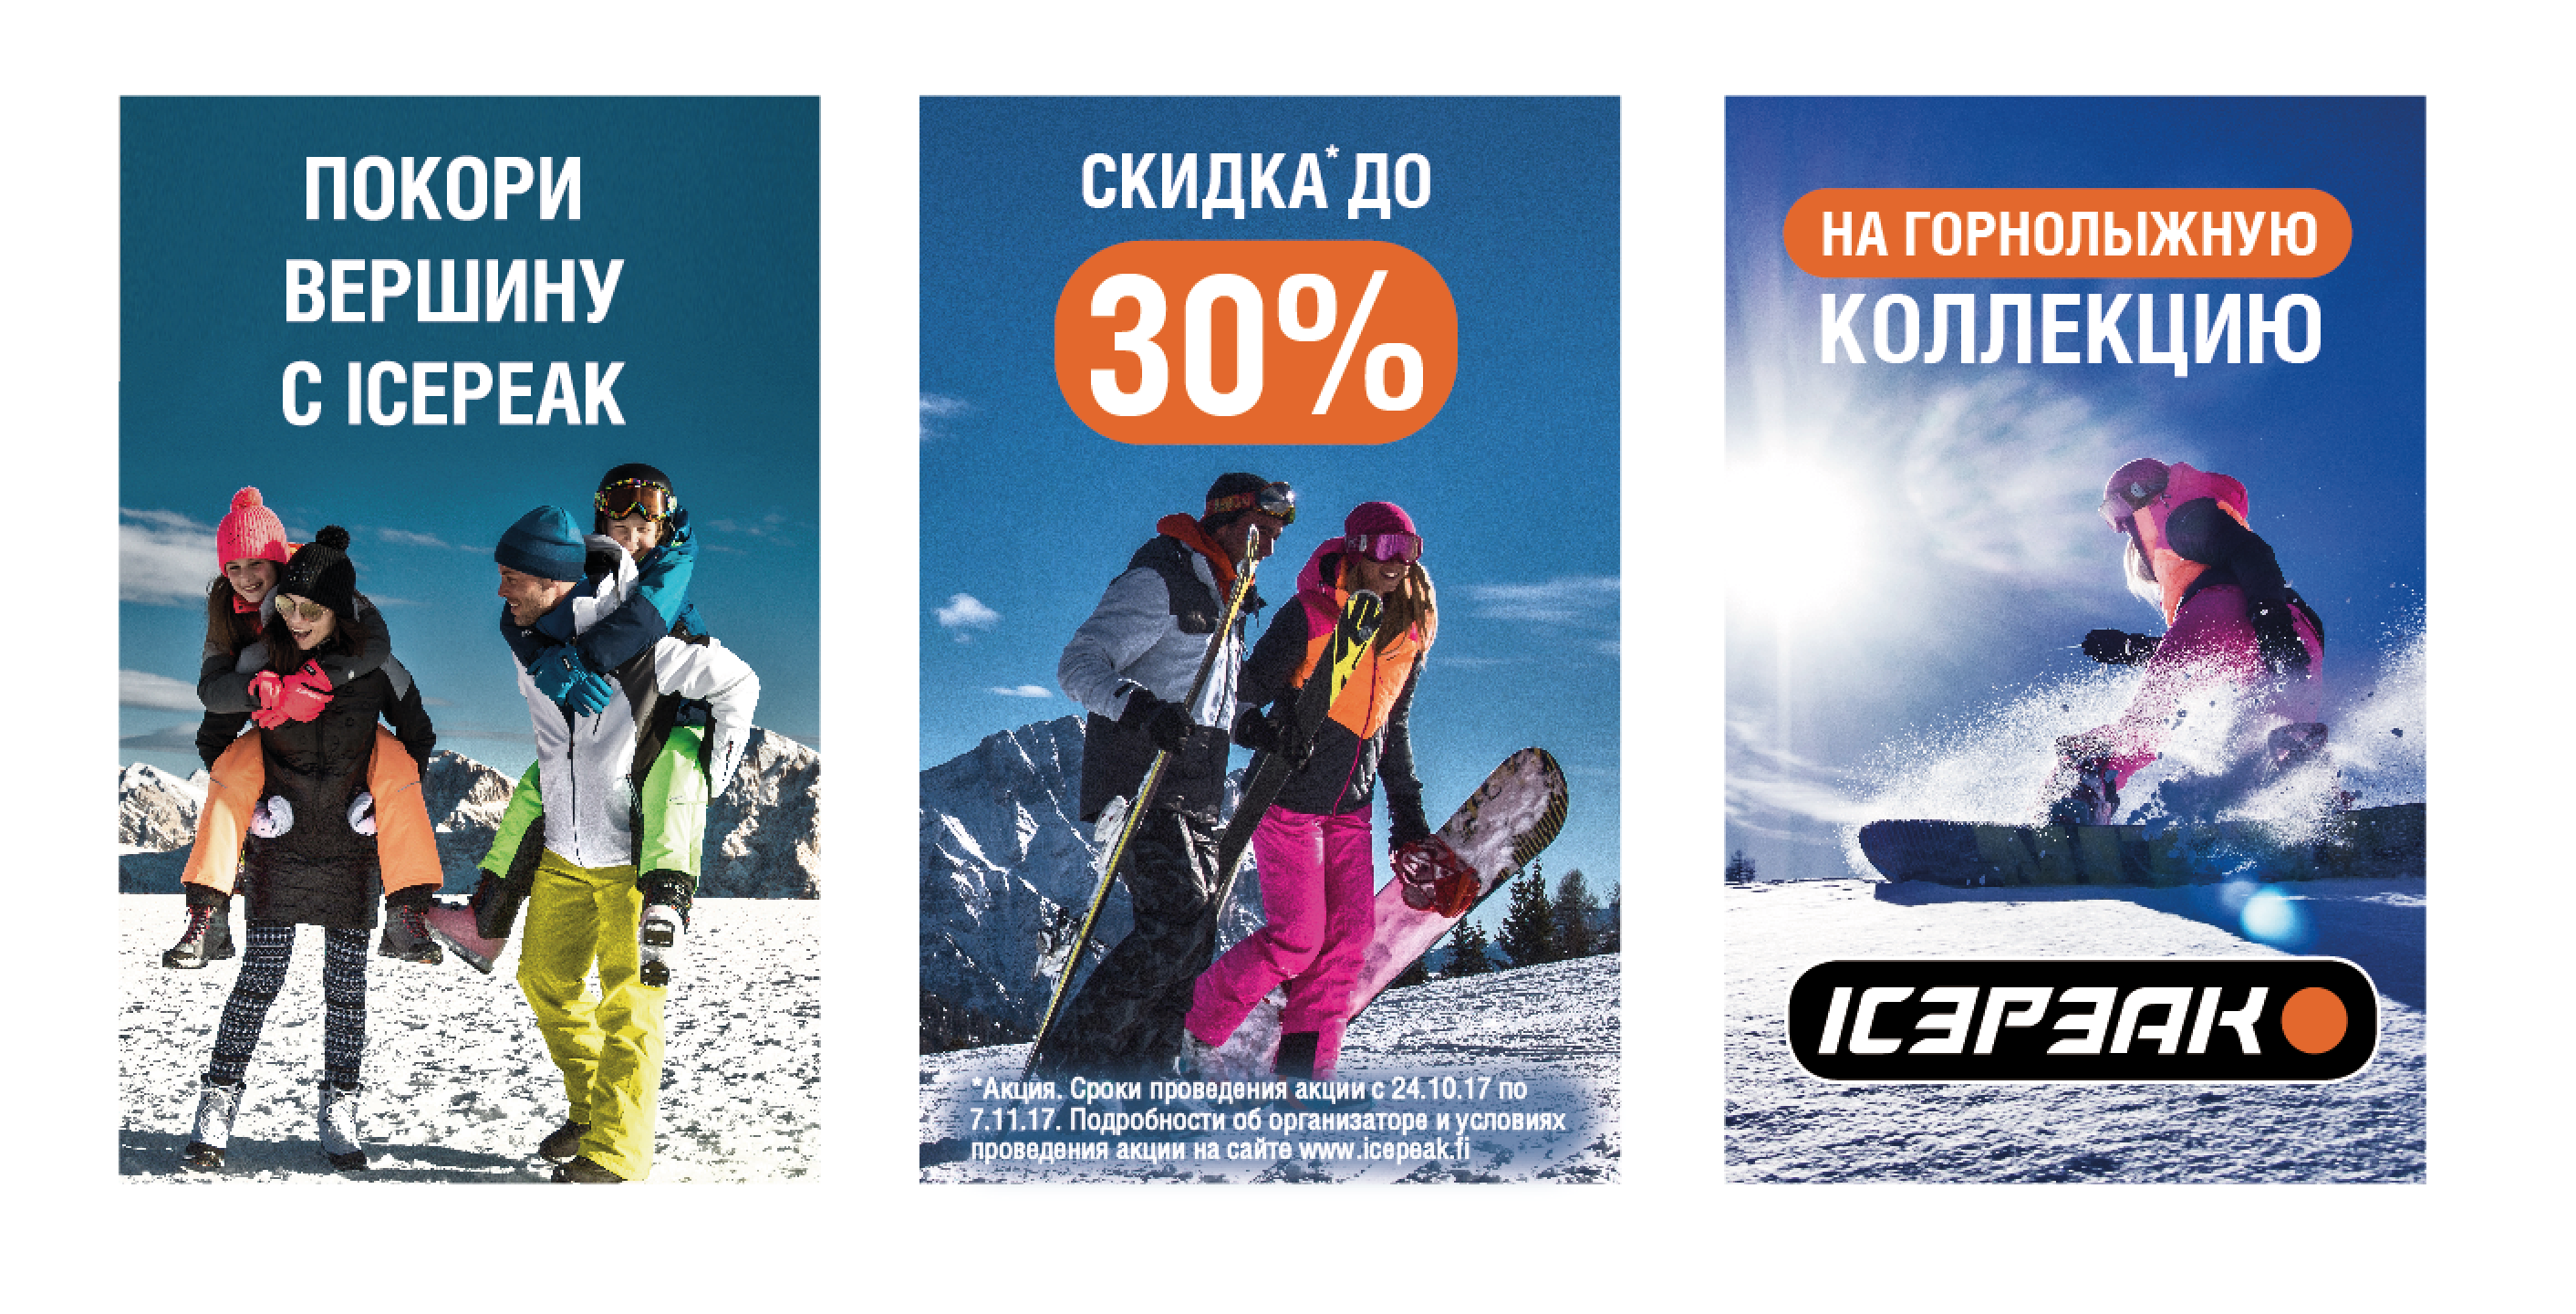 ПОКОРИ
ВЕРШИНУ
С ICEPEAK
СКИДКА* ДО
30%
*Акция. Сроки проведения акции с 24.10.17 по
7.11.17. Подробности об организаторе и условиях
проведения акции на сайте www.icepeak.fi
НА ГОРНОЛЫЖНУЮ
КОЛЛЕКЦИЮ
ICEPEAK